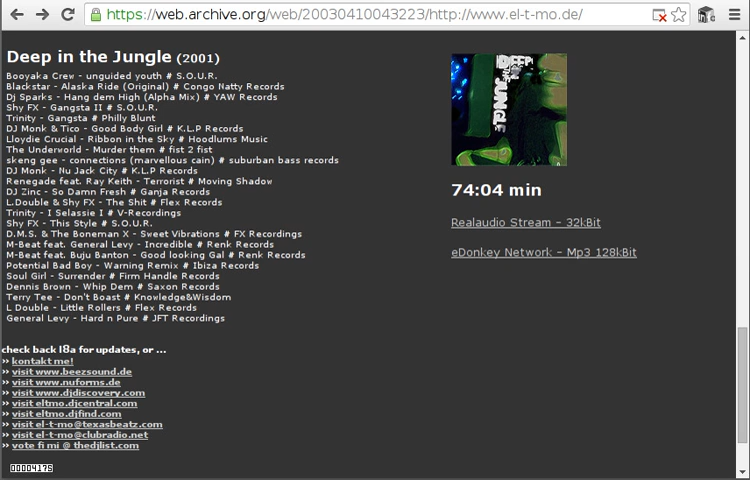 https://web.archive.org/web/20030410043223/http://www.el-t-mo.de/
Deep in the Jungle (2001)
Booyaka Crew - unguided youth # S.O.U.R.
Blackstar - Alaska Ride (Original) # Congo Natty Records
Dj Sparks - Hang dem High (Alpha Mix) # YAW Records
Shy FX - Gangsta II # S.O.U.R.
Trinity - Gangsta # Philly Blunt
DJ Monk & Tico - Good Body Girl # K.L.P Records
Lloydie Crucial - Ribbon in the Sky # Hoodlums Music
The Underworld - Murder them # fist 2 fist
skeng gee - connections (marvellous cain) # suburban bass records
DJ Monk - Nu Jack City # K.L.P Records
Renegade feat. Ray Keith - Terrorist # Moving Shadow
DJ Zinc - So Damn Fresh # Ganja Records
L.Double & Shy FX - The Shit # Flex Records
Trinity - I Selassie I # V-Recordings
Shy FX - This Style # S.O.U.R.
D.M.S. & The Boneman X - Sweet Vibrations # FX Recordings
M-Beat feat. General Levy - Incredible # Renk Records
M-Beat feat. Buju Banton - Good looking Gal # Renk Records
Potential Bad Boy - Warning Remix # Ibiza Records
Soul Girl - Surrender # Firm Handle Records
Dennis Brown - Whip Dem # Saxon Records
Terry Tee - Don't Boast # Knowledge&Wisdom
L Double - Little Rollers # Flex Records
General Levy - Hard n Pure # JFT Recordings
JUNGLE
74:04 min
Realaudio Stream - 32kBit
eDonkey Network - Mp3 128kBit
check back l8a for updates, or ...
» kontakt me!
» visit www.beezsound.de
» visit www.nuforms.de
» visit www.djdiscovery.com
» visit eltmo.djcentral.com
» visit eltmo.djfind.com
» visit el-t-mo@texasbeatz.com
» visit el-t-mo@clubradio.net
» vote fi mi @ thedjlist.com